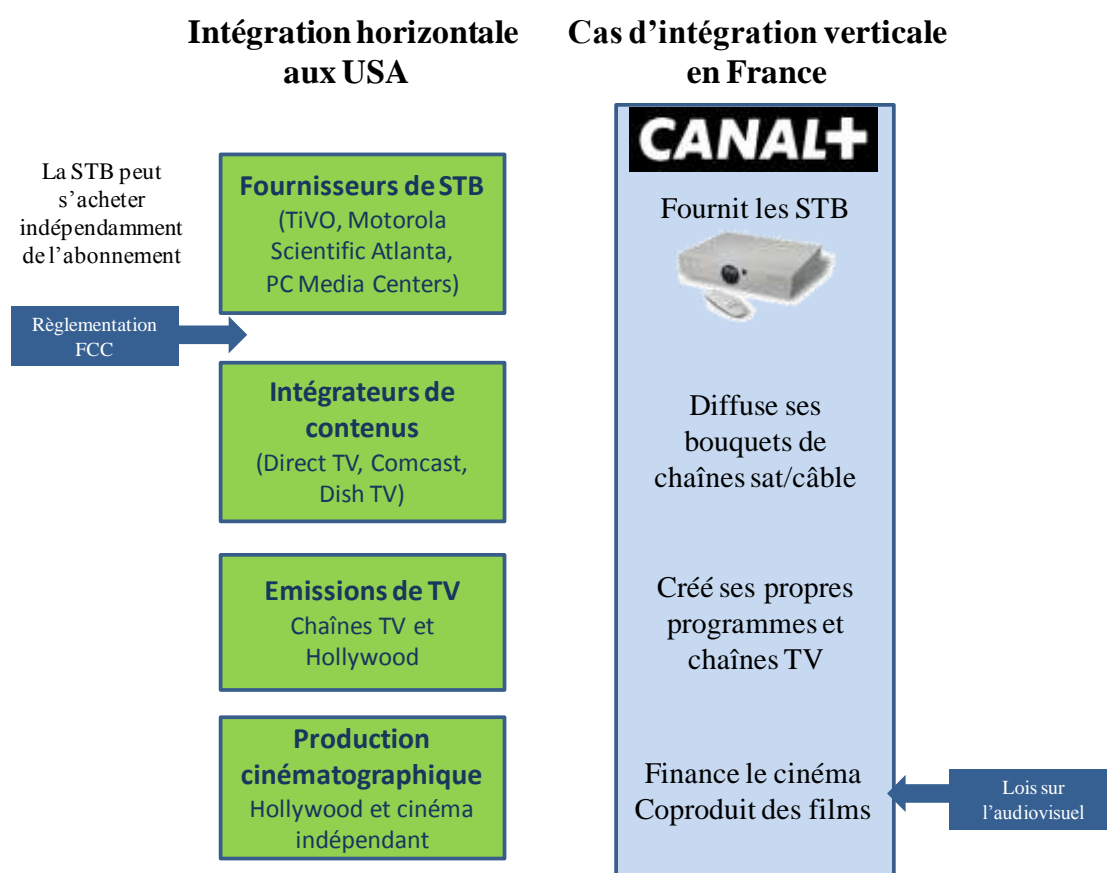 Intégration horizontale
aux USA
Cas d’intégration verticale
en France
La STB peut
s’acheter
indépendamment
de l’abonnement
Règlementation
FCC
Fournisseurs de STB
(TiVO, Motorola
Scientific Atlanta,
PC Media Centers)
Intégrateurs de
contenus
(Direct TV, Comcast,
Dish TV)
Emissions de TV
Chaînes TV et
Hollywood
Production
cinématographique
Hollywood et cinéma
indépendant
CANAL+
Fournit les STB
Diffuse ses
bouquets de
chaînes sat/câble
Créé ses propres
programmes et
chaînes TV
Finance le cinéma
Coproduit des films
Lois sur
l’audiovisuel